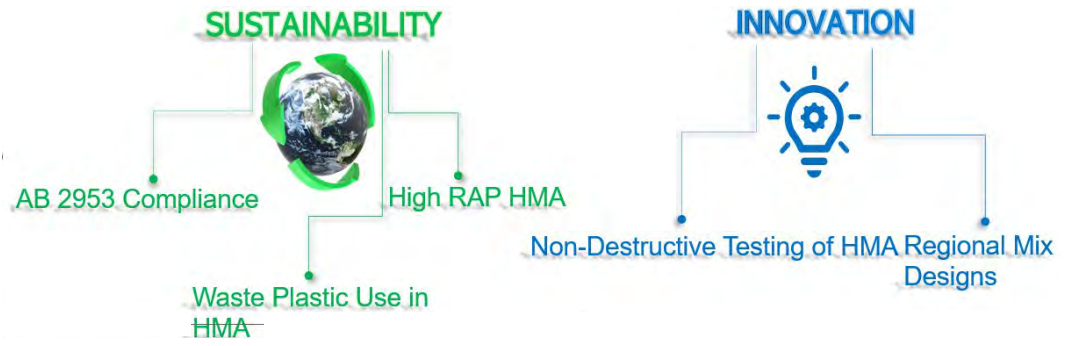 SUSTAINABILITY
AB 2953 Compliance
High RAP HMA
Waste Plastic Use in
HMA
INNOVATION
Non-Destructive Testing of HMA
Regional Mix
Designs